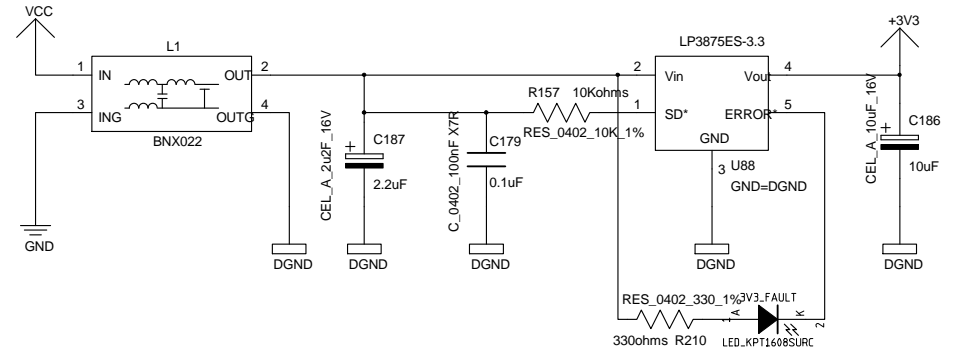 VCC
+3V3
L1
LP3875ES-3.3
1 IN OUT 2
2 Vin Vout 4
R157 10Kohms
3 ING OUTG 4
1 SD* ERROR* 5
BNX022
RES_0402_10K_1%
GND
CEL_A_2u2F_16V
C187
2.2uF
C_0402_100nF X7R
C179
0.1uF
3 U88
GND=DGND
CEL_A_10uF_16V
C186
10uF
GND
DGND
DGND
DGND
DGND
DGND
RES_0402_330_1%
3V3_FAULT
1 A K 2
330ohms R210
LED_KPT1608SURC